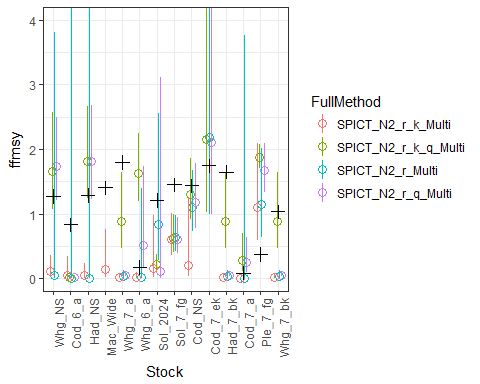 4
3
2
1
0
ffmsy
Whg_NS
Cod_6_a
Had_NS
Mac_Wide
Whg_7_a
Whg_6_a
Sol_2024
Sol_7_fg
Cod_NS
Cod_7_ek
Had_7_bk
Cod_7_a
Ple_7_fg
Whg_7_bk
Stock
FullMethod
SPICT_N2_r_k_Multi
SPICT_N2_r_k_q_Multi
SPICT_N2_r_Multi
SPICT_N2_r_q_Multi